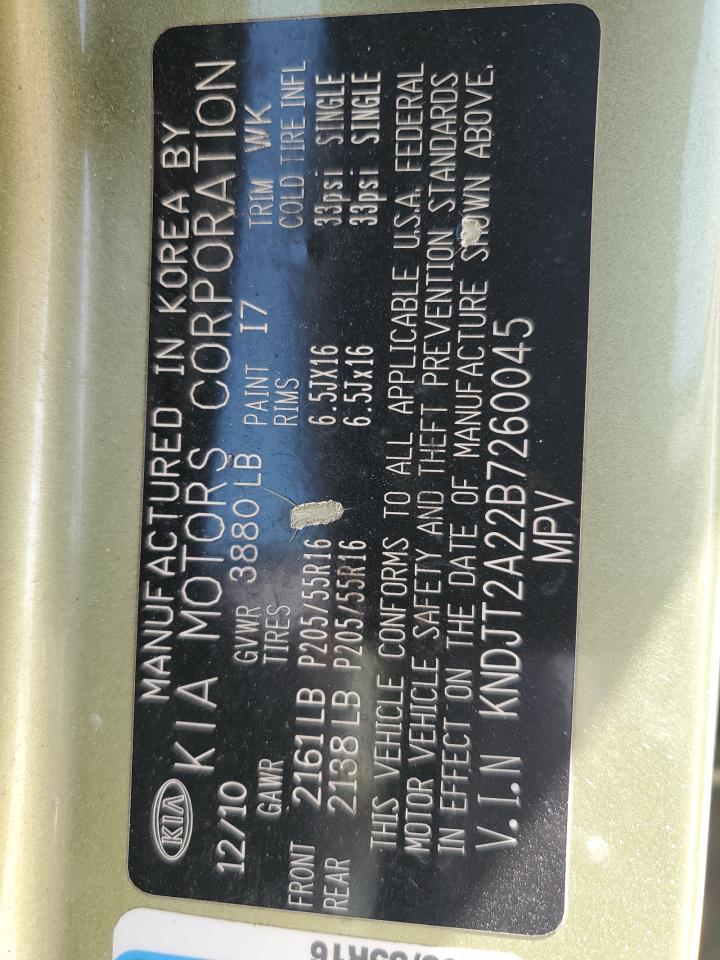 MANUFACTURED IN KOREA BY
KIA KIA MOTORS CORPORATION
12/10 GVWR 3880 LB PAINT I7 TRIM WK
GAWR TIRES RIMS COLD TIRE INFL
FRONT 2161 LB P205/55R16 6.5JX16 33psi SINGLE
REAR 2138 LB P205/55R16 6.5Jx16 33psi SINGLE
THIS VEHICLE CONFORMS TO ALL APPLICABLE U.S.A. FEDERAL
MOTOR VEHICLE SAFETY AND THEFT PREVENTION STANDARDS
IN EFFECT ON THE DATE OF MANUFACTURE SHOWN ABOVE.
V.I.N KNDJT2A22B7260045
MPV